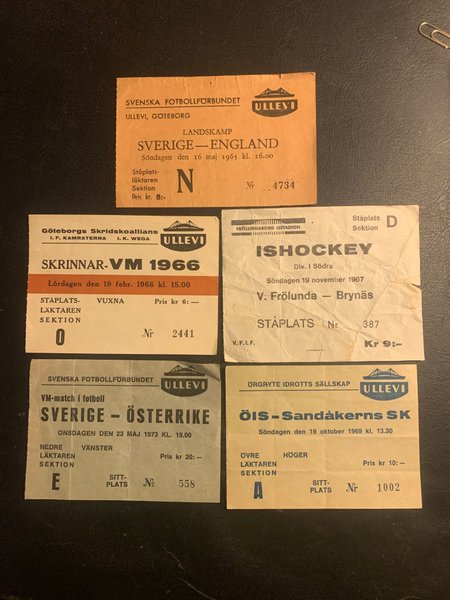 SVENSKA FOTBOLLFÖRBUNDET
ULLEVI
ULLEVI, GÖTEBORG
LANDSKAMP
SVERIGE—ENGLAND
Söndagen den 16 maj 1965 kl. 16.00
Ståplats-
läktaren
Sektion
Pris kr 8:-
N
Nr 4734
Göteborgs Skridskoallians
I. F. KAMRATERNA I. K. WEGA
ULLEVI
SKRINNAR-VM 1966
Lördagen den 19 febr. 1966 kl. 15.00
STÅPLATS-
LÄKTAREN
SEKTION
VUXNA
Pris kr 6:—
O
Nr 2441
FRÖLUNDABORG ISSTADION
Ståplats
Sektion D
ISHOCKEY
Div. I Södra
Söndagen 19 november 1967
V. Frölunda — Brynäs
STÅPLATS Nr 387
V. F. I. F.
Kr 9:—
SVENSKA FOTBOLLFÖRBUNDET
ULLEVI
VM-match i fotboll
SVERIGE - ÖSTERRIKE
ONSDAGEN DEN 23 MAJ 1973 KL. 19.00
NEDRE VÄNSTER
LÄKTAREN
SEKTION
Pris kr 20:—
E
SITT-
PLATS
Nr 558
ÖRGRYTE IDROTTS SÄLLSKAP
ULLEVI
ÖIS-Sandåkerns SK
Söndagen den 19 oktober 1969 kl. 13.30
ÖVRE HÖGER
LÄKTAREN
SEKTION
Pris kr 10:—
A
SITT-
PLATS
Nr 1002